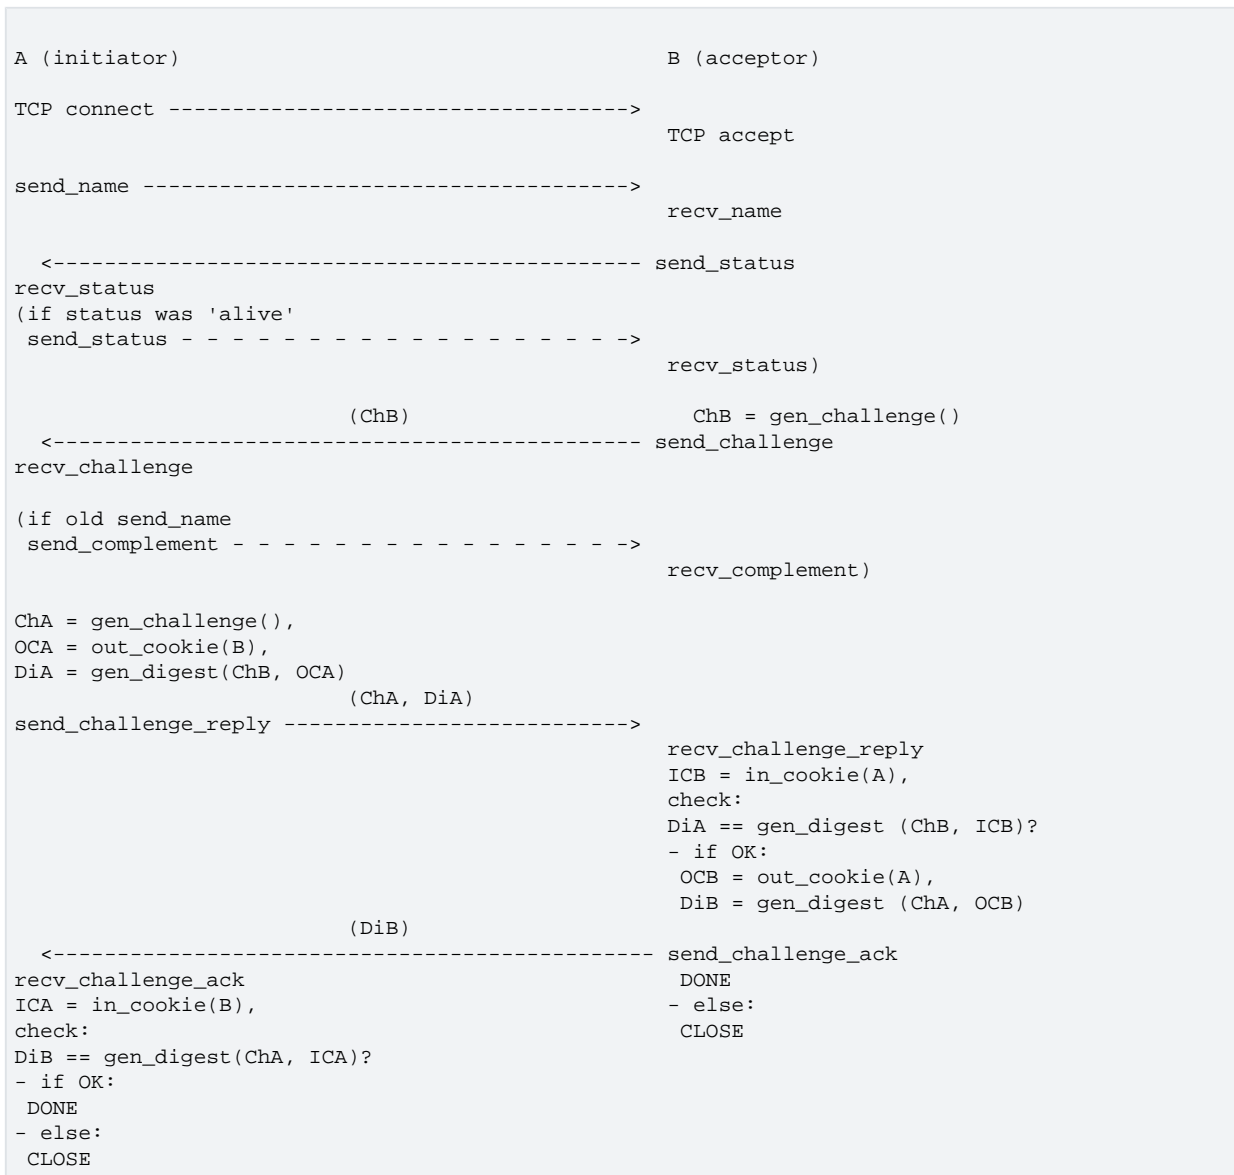 A (initiator)                                      B (acceptor)
TCP connect ------------------------------------>
                                                   TCP accept
send_name -------------------------------------->
                                                   recv_name
  <---------------------------------------------- send_status
recv_status
(if status was 'alive'
 send_status - - - - - - - - - - - - - - - - - ->
                                                   recv_status)
                          (ChB)                      ChB = gen_challenge()
  <---------------------------------------------- send_challenge
recv_challenge
(if old send_name
 send_complement - - - - - - - - - - - - - - - ->
                                                   recv_complement)
ChA = gen_challenge(),
OCA = out_cookie(B),
DiA = gen_digest(ChB, OCA)
                          (ChA, DiA)
send_challenge_reply --------------------------->
                                                   recv_challenge_reply
                                                   ICB = in_cookie(A),
                                                   check:
                                                   DiA == gen_digest (ChB, ICB)?
                                                   - if OK:
                                                    OCB = out_cookie(A),
                                                    DiB = gen_digest (ChA, OCB)
                          (DiB)
  <----------------------------------------------- send_challenge_ack
recv_challenge_ack                                  DONE
ICA = in_cookie(B),                                - else:
check:                                              CLOSE
DiB == gen_digest(ChA, ICA)?
- if OK:
 DONE
- else:
 CLOSE